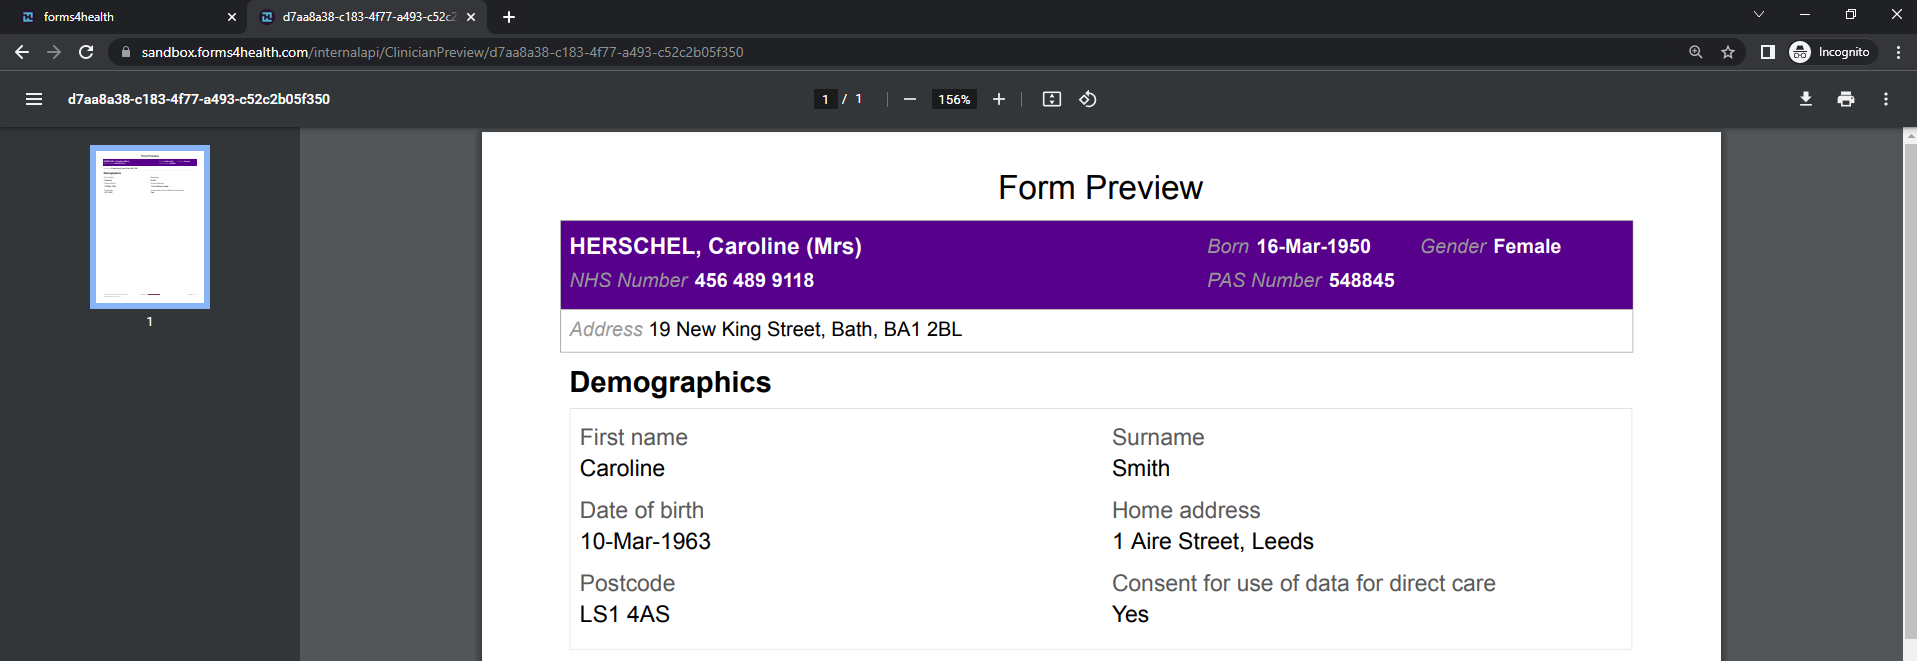 forms4health
d7aa8a38-c183-4f77-a493-c52c2
sandbox.forms4health.com/internalapi/ClinicianPreview/d7aa8a38-c183-4f77-a493-c52c2b05f350
Incognito
d7aa8a38-c183-4f77-a493-c52c2b05f350
1 / 1
156%
1
Form Preview
HERSCHEL, Caroline (Mrs) Born 16-Mar-1950 Gender Female
NHS Number 456 489 9118 PAS Number 548845
Address 19 New King Street, Bath, BA1 2BL
Demographics
First name Surname
Caroline Smith
Date of birth Home address
10-Mar-1963 1 Aire Street, Leeds
Postcode Consent for use of data for direct care
LS1 4AS Yes